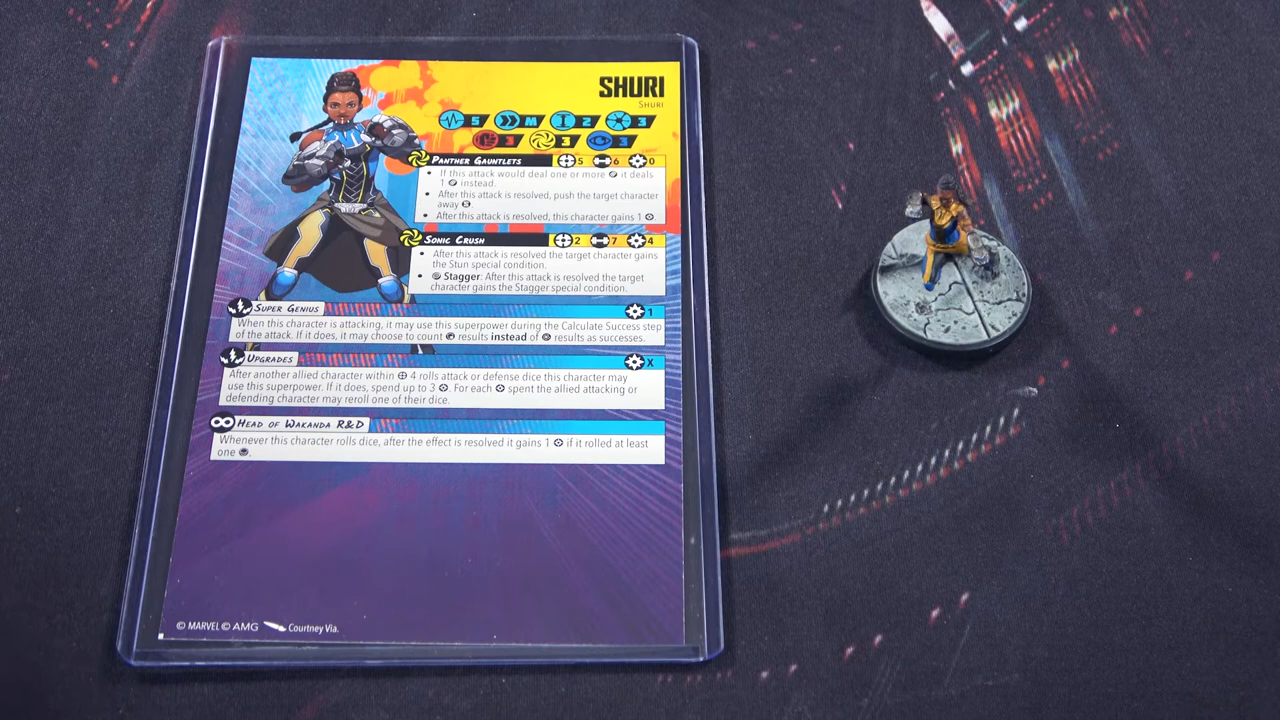 SHURI
SHURI
5 M 2 3
3 3 3
PANTHER GAUNTLETS 5 6 0
• If this attack would deal one or more it deals
1 instead.
• After this attack is resolved, push the target character
away S.
• After this attack is resolved, this character gains 1
SONIC CRUSH 2 7 4
• After this attack is resolved the target character gains
the Stun special condition.
• Stagger: After this attack is resolved the target
character gains the Stagger special condition.
SUPER GENIUS 1
When this character is attacking, it may use this superpower during the Calculate Success step
of the attack. If it does, it may choose to count results instead of results as successes.
UPGRADES X
After another allied character within 4 rolls attack or defense dice this character may
use this superpower. If it does, spend up to 3 . For each spent the allied attacking or
defending character may reroll one of their dice.
HEAD OF WAKANDA R&D
Whenever this character rolls dice, after the effect is resolved it gains 1 if it rolled at least
one .
© MARVEL © AMG Courtney Via.